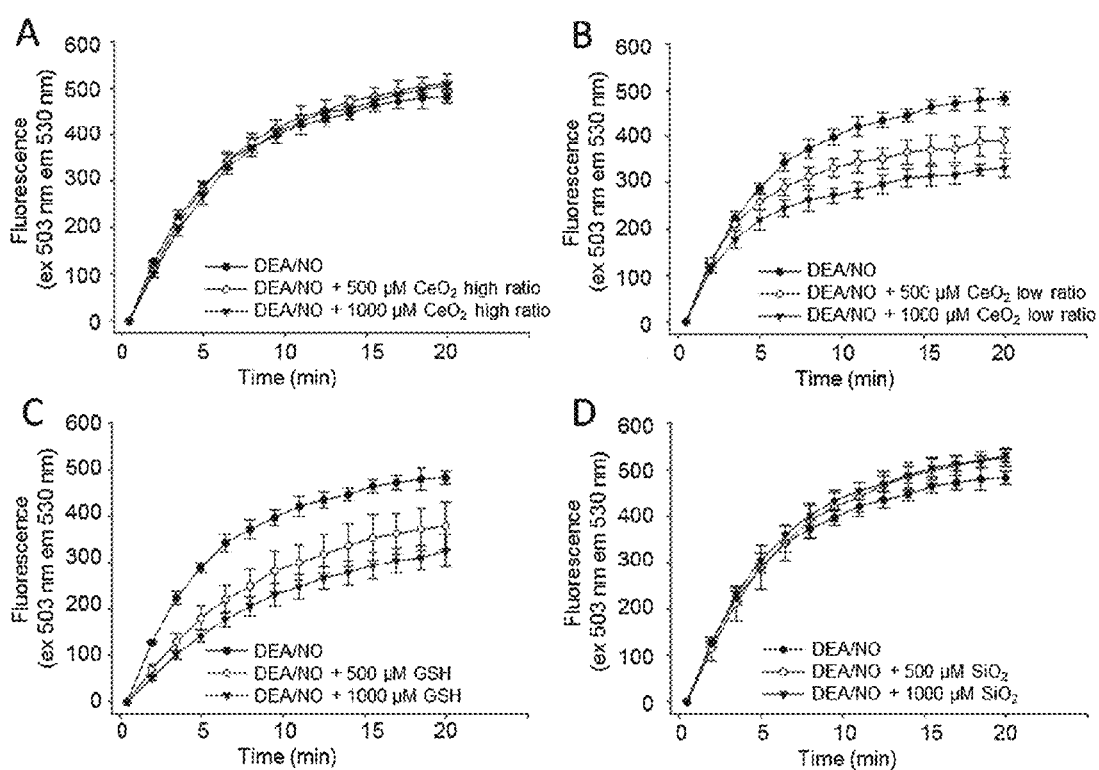 A
600
500
400
300
200
100
0
Fluorescence
(ex 503 nm em 530 nm)
DEA/NO
DEA/NO + 500 µM CeO₂ high ratio
DEA/NO + 1000 µM CeO₂ high ratio
0 5 10 15 20
Time (min)
B
600
500
400
300
200
100
0
Fluorescence
(ex 503 nm em 530 nm)
DEA/NO
DEA/NO + 500 µM CeO₂ low ratio
DEA/NO + 1000 µM CeO₂ low ratio
0 5 10 15 20
Time (min)
C
600
500
400
300
200
100
0
Fluorescence
(ex 503 nm em 530 nm)
DEA/NO
DEA/NO + 500 µM GSH
DEA/NO + 1000 µM GSH
0 5 10 15 20
Time (min)
D
600
500
400
300
200
100
0
Fluorescence
(ex 503 nm em 530 nm)
DEA/NO
DEA/NO + 500 µM SiO₂
DEA/NO + 1000 µM SiO₂
0 5 10 15 20
Time (min)